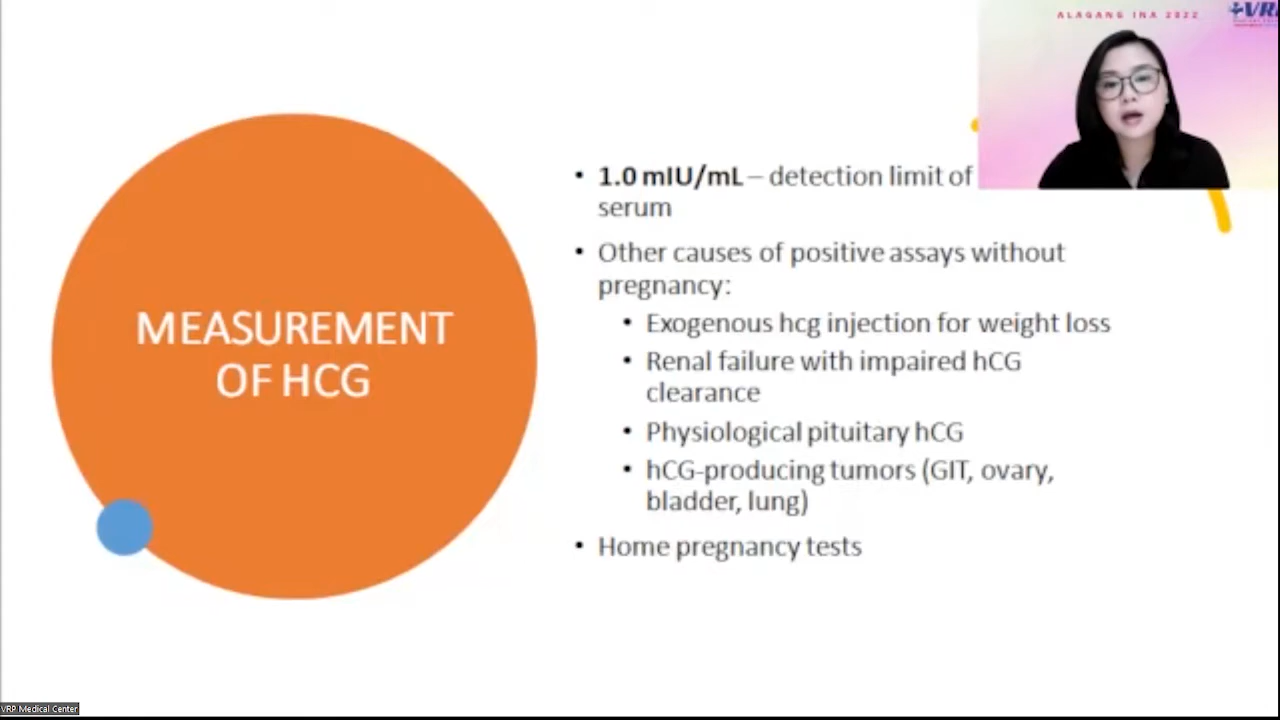 ALAGANG INA 2022
VRP
MEASUREMENT
OF HCG
• 1.0 mIU/mL – detection limit of
serum
• Other causes of positive assays without
pregnancy:
• Exogenous hcg injection for weight loss
• Renal failure with impaired hCG
clearance
• Physiological pituitary hCG
• hCG-producing tumors (GIT, ovary,
bladder, lung)
• Home pregnancy tests
VRP Medical Center